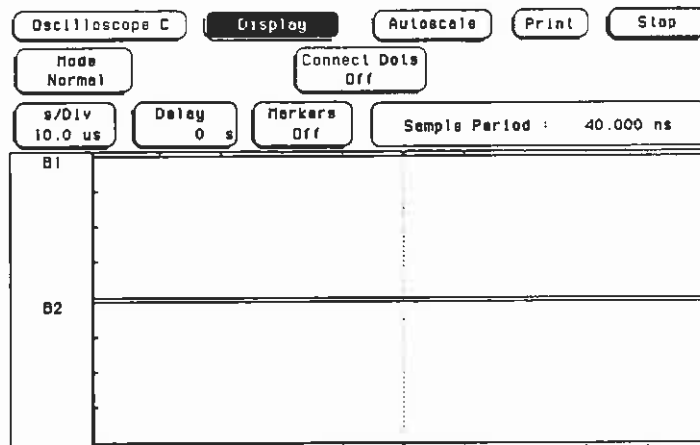 Oscilloscope C Display Autoscale Print Stop
Mode Connect Dots
Normal Off
s/Div Delay Markers Sample Period : 40.000 ns
10.0 us 0 s Off
B1
B2